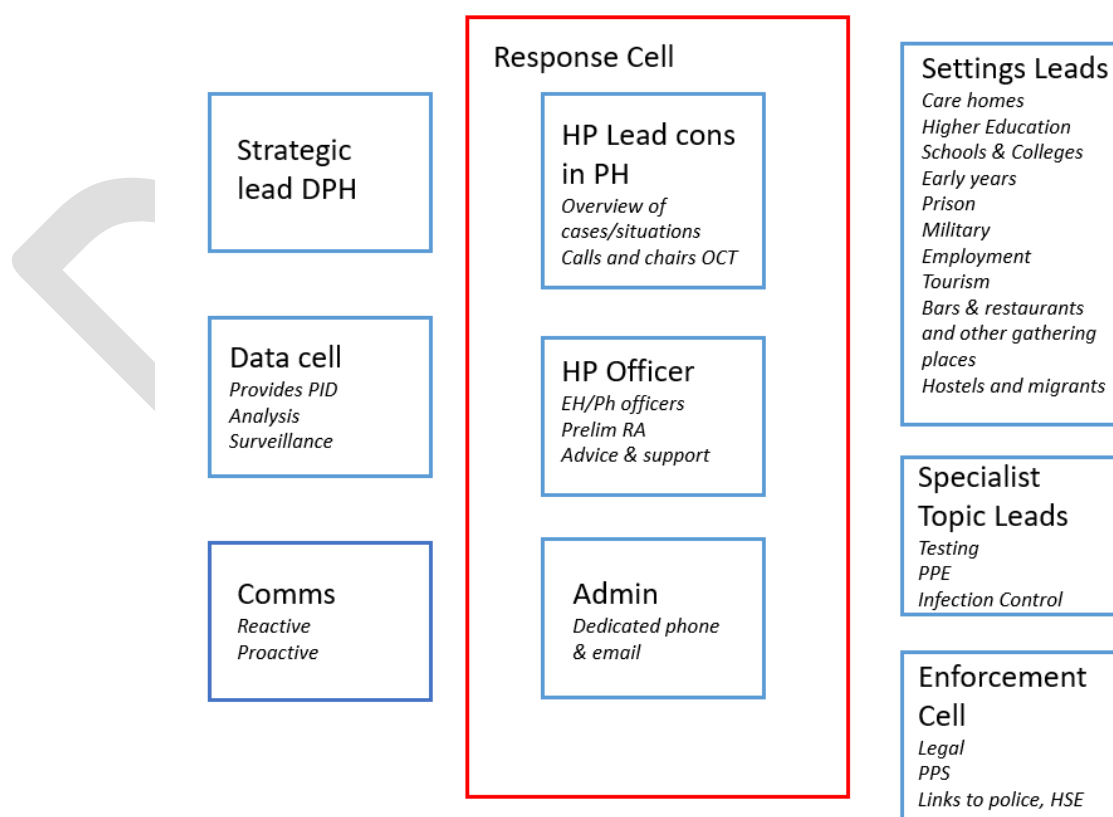 Strategic
lead DPH
Data cell
Provides PID
Analysis
Surveillance
Comms
Reactive
Proactive
Response Cell
HP Lead cons
in PH
Overview of
cases/situations
Calls and chairs OCT
HP Officer
EH/Ph officers
Prelim RA
Advice & support
Admin
Dedicated phone
& email
Settings Leads
Care homes
Higher Education
Schools & Colleges
Early years
Prison
Military
Employment
Tourism
Bars & restaurants
and other gathering
places
Hostels and migrants
Specialist
Topic Leads
Testing
PPE
Infection Control
Enforcement
Cell
Legal
PPS
Links to police, HSE